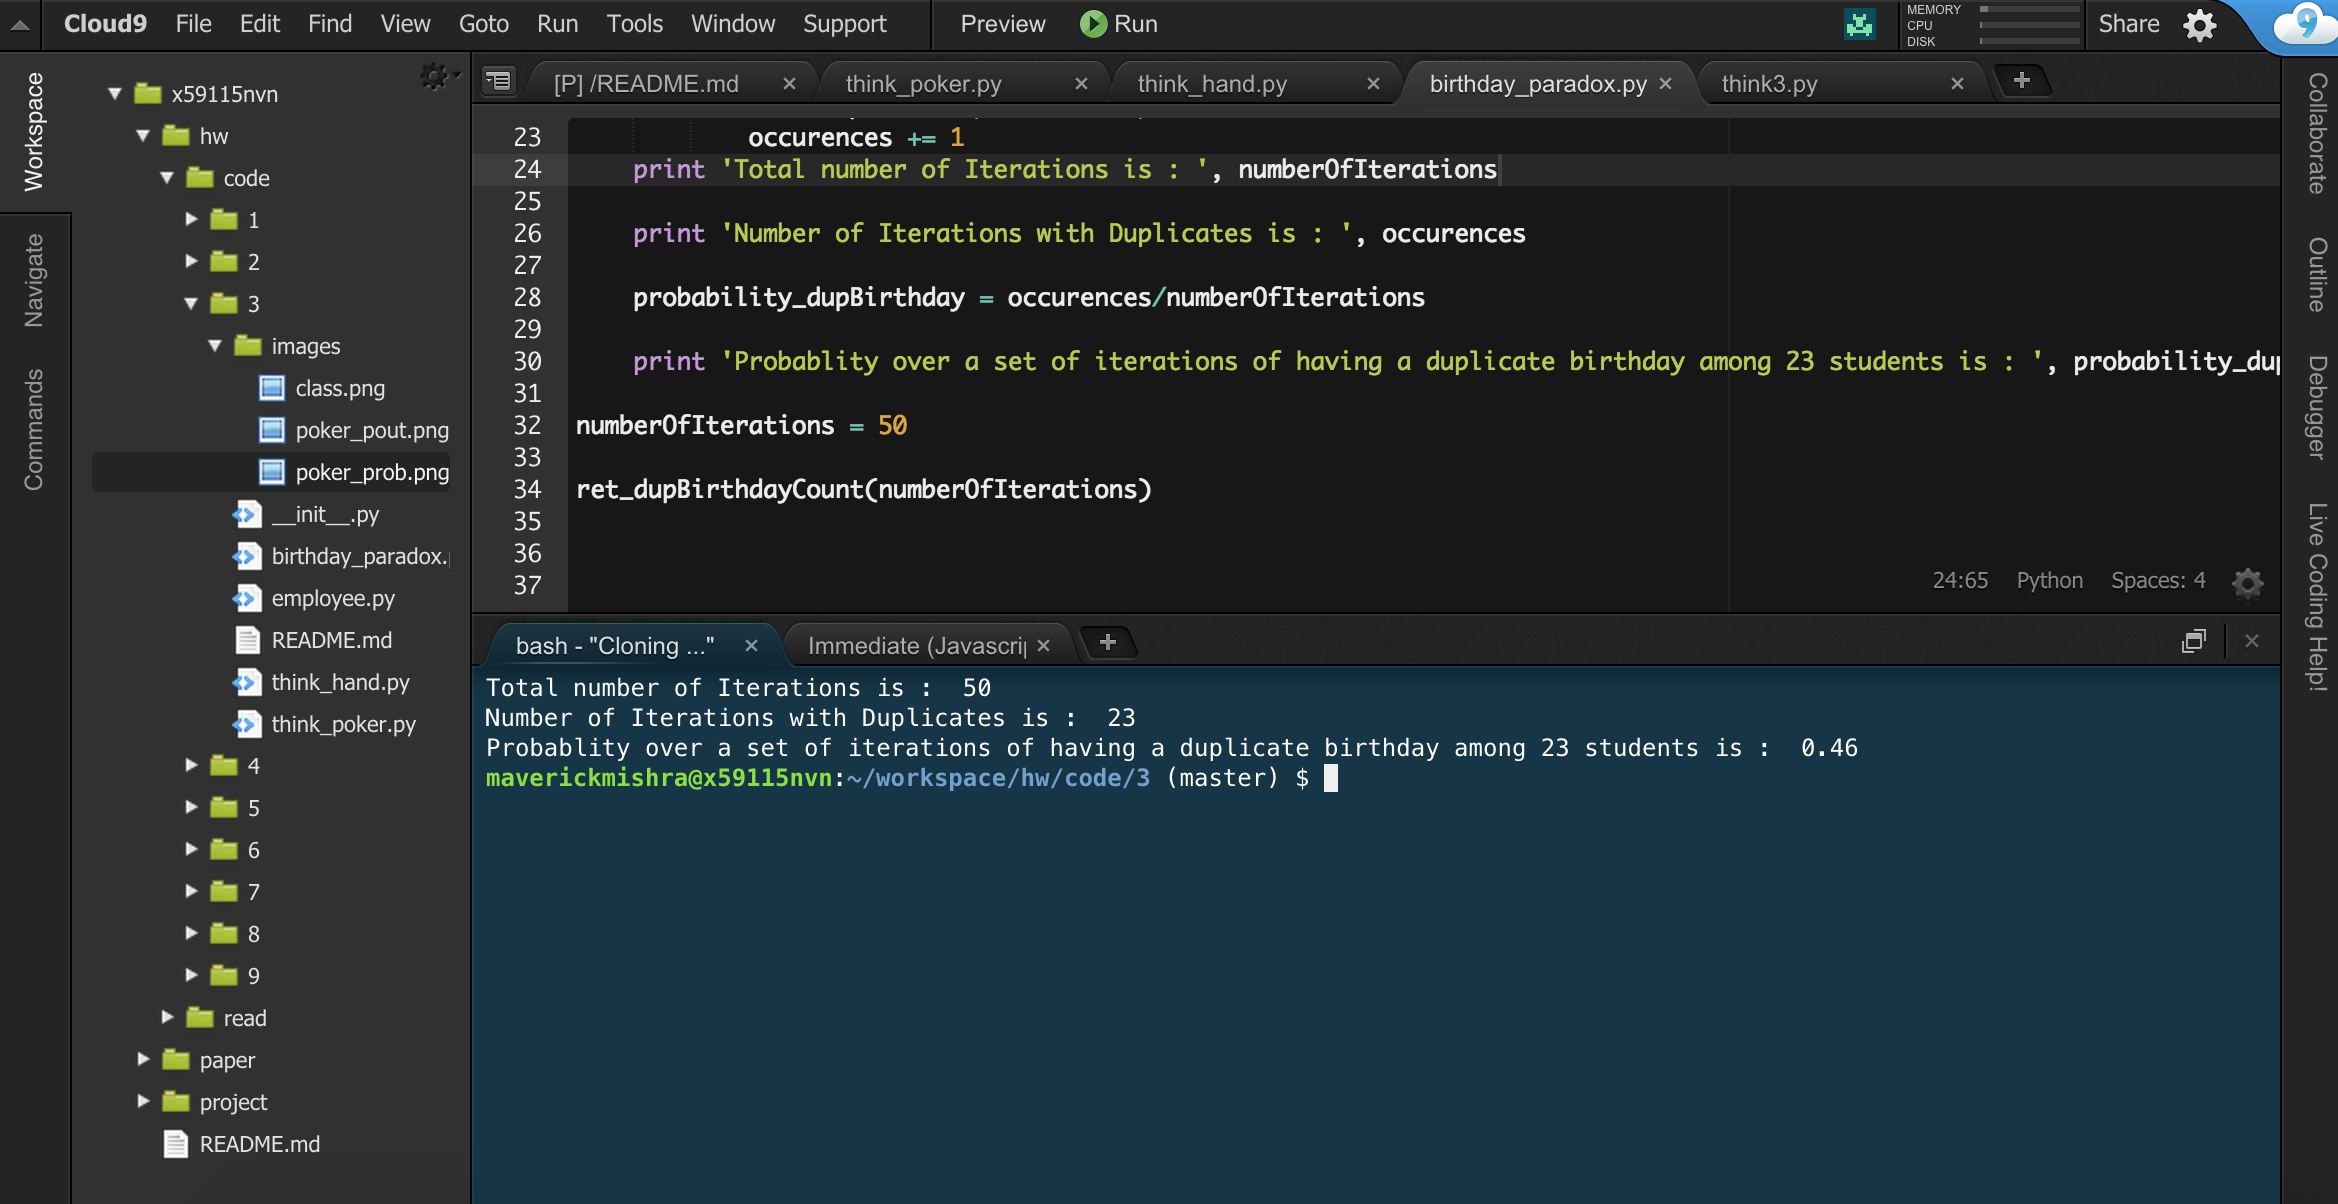 Cloud9 File Edit Find View Goto Run Tools Window Support Preview Run MEMORY CPU DISK Share
Workspace
Navigate
Commands
x59115nvn
hw
code
1
2
3
images
class.png
poker_pout.png
poker_prob.png
__init__.py
birthday_paradox.
employee.py
README.md
think_hand.py
think_poker.py
4
5
6
7
8
9
read
paper
project
README.md
[P] /README.md think_poker.py think_hand.py birthday_paradox.py think3.py
23 occurences += 1
24 print 'Total number of Iterations is : ', numberOfIterations
25
26 print 'Number of Iterations with Duplicates is : ', occurences
27
28 probability_dupBirthday = occurences/numberOfIterations
29
30 print 'Probablity over a set of iterations of having a duplicate birthday among 23 students is : ', probability_dup
31
32 numberOfIterations = 50
33
34 ret_dupBirthdayCount(numberOfIterations)
35
36
37
24:65 Python Spaces: 4
bash - "Cloning ..." Immediate (Javascrip
Total number of Iterations is :  50
Number of Iterations with Duplicates is :  23
Probablity over a set of iterations of having a duplicate birthday among 23 students is :  0.46
maverickmishra@x59115nvn:~/workspace/hw/code/3 (master) $
Collaborate
Outline
Debugger
Live Coding Help!